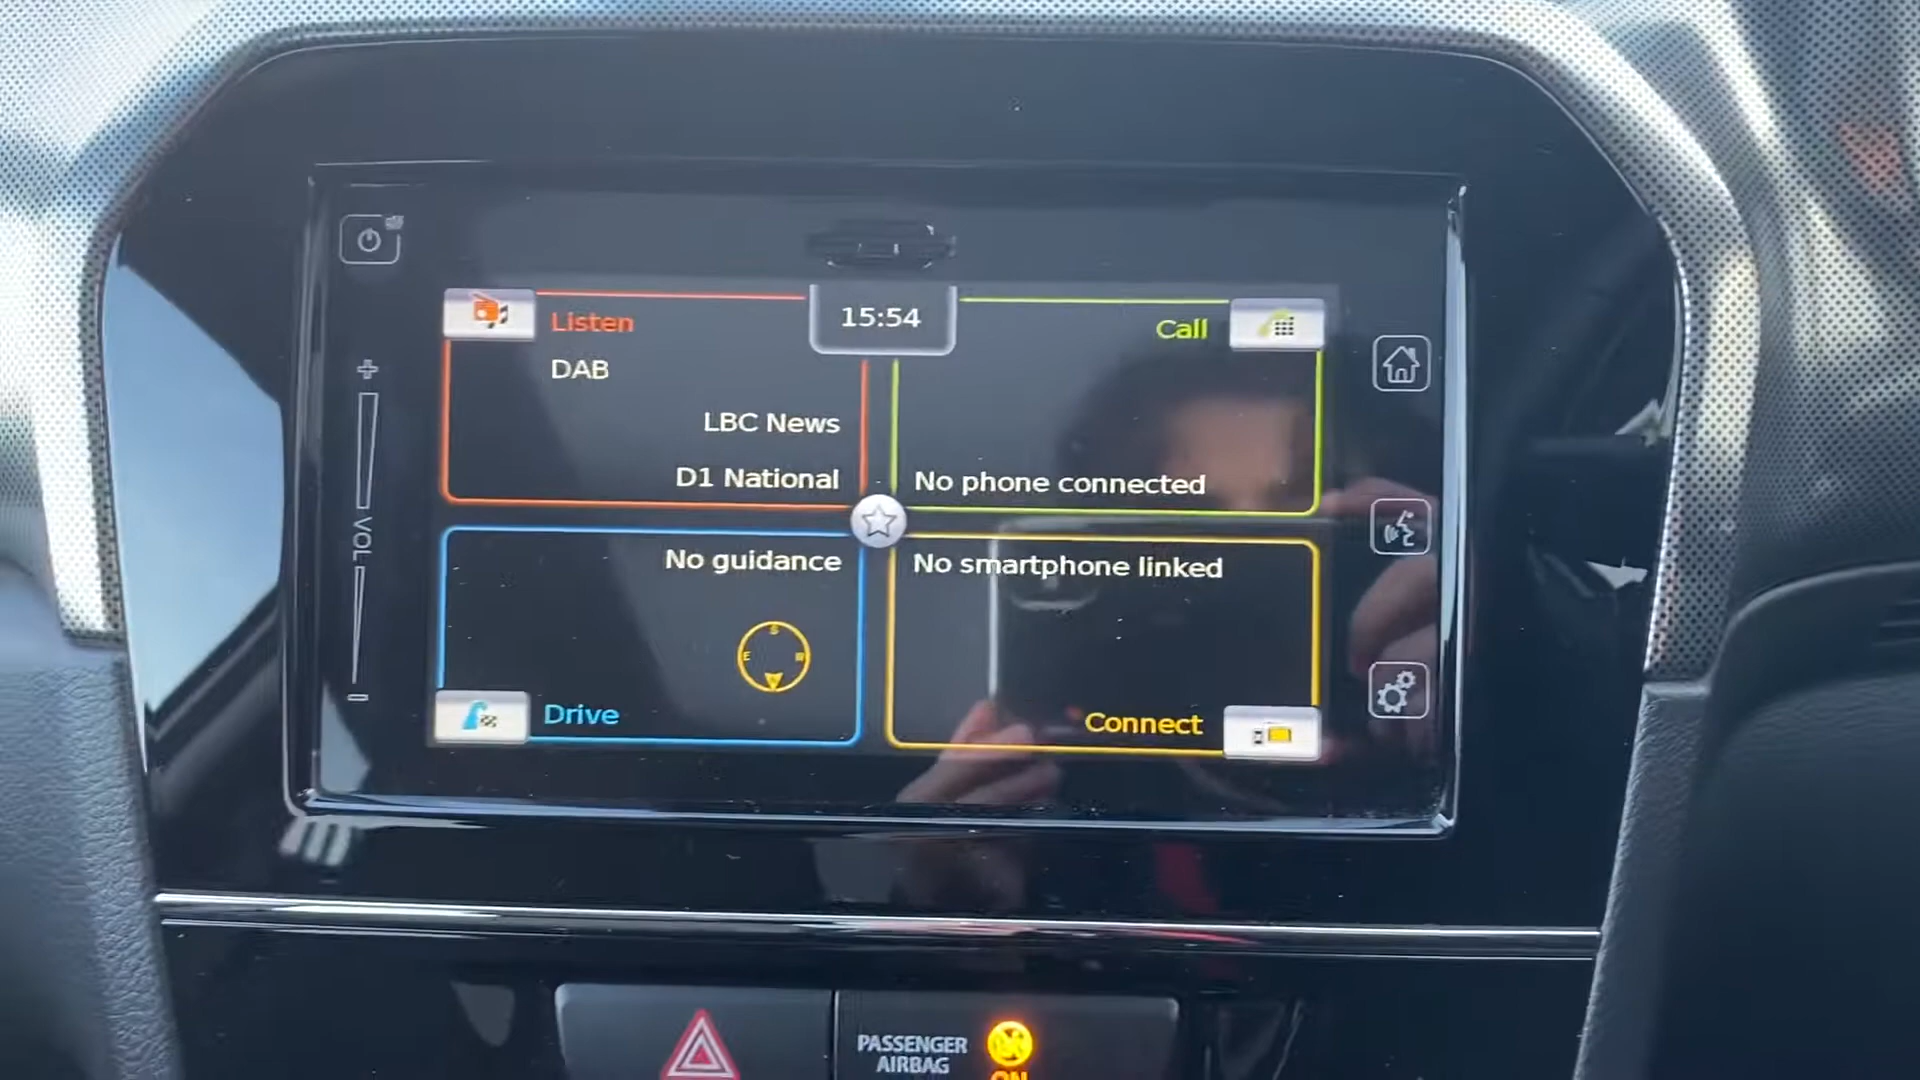 15:54
Listen
DAB
LBC News
D1 National
Call
No phone connected
No guidance
S
E
Drive
No smartphone linked
Connect
VOL
PASSENGER
AIRBAG
ON